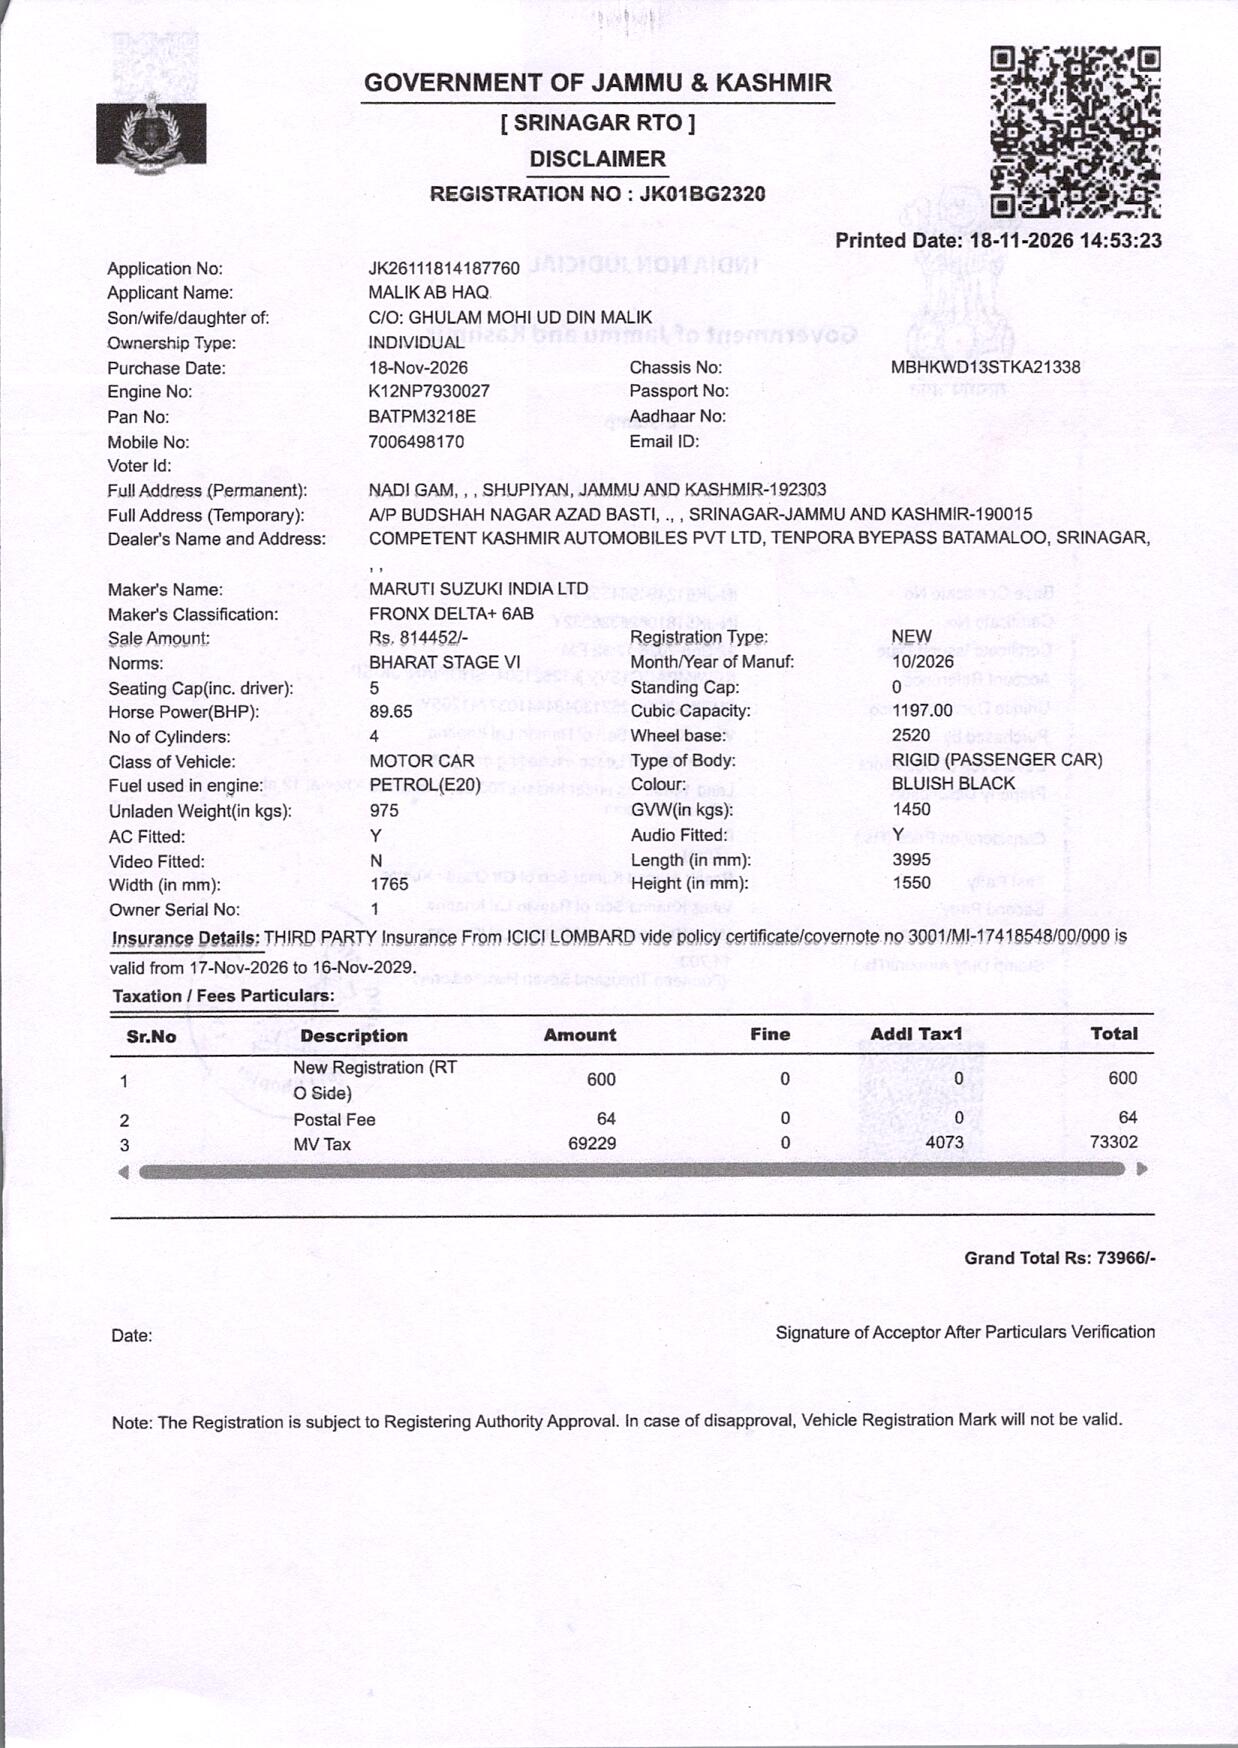 GOVERNMENT OF JAMMU & KASHMIR
[ SRINAGAR RTO ]
DISCLAIMER
REGISTRATION NO : JK01BG2320
Printed Date: 18-11-2026 14:53:23
Application No: JK26111814187760
Applicant Name: MALIK AB HAQ
Son/wife/daughter of: C/O: GHULAM MOHI UD DIN MALIK
Ownership Type: INDIVIDUAL
Purchase Date: 18-Nov-2026 Chassis No: MBHKWD13STKA21338
Engine No: K12NP7930027 Passport No:
Pan No: BATPM3218E Aadhaar No:
Mobile No: 7006498170 Email ID:
Voter Id:
Full Address (Permanent): NADI GAM, , , SHUPIYAN, JAMMU AND KASHMIR-192303
Full Address (Temporary): A/P BUDSHAH NAGAR AZAD BASTI, ., , SRINAGAR-JAMMU AND KASHMIR-190015
Dealer's Name and Address: COMPETENT KASHMIR AUTOMOBILES PVT LTD, TENPORA BYEPASS BATAMALOO, SRINAGAR,
, ,
Maker's Name: MARUTI SUZUKI INDIA LTD
Maker's Classification: FRONX DELTA+ 6AB
Sale Amount: Rs. 814452/- Registration Type: NEW
Norms: BHARAT STAGE VI Month/Year of Manuf: 10/2026
Seating Cap(inc. driver): 5 Standing Cap: 0
Horse Power(BHP): 89.65 Cubic Capacity: 1197.00
No of Cylinders: 4 Wheel base: 2520
Class of Vehicle: MOTOR CAR Type of Body: RIGID (PASSENGER CAR)
Fuel used in engine: PETROL(E20) Colour: BLUISH BLACK
Unladen Weight(in kgs): 975 GVW(in kgs): 1450
AC Fitted: Y Audio Fitted: Y
Video Fitted: N Length (in mm): 3995
Width (in mm): 1765 Height (in mm): 1550
Owner Serial No: 1
Insurance Details: THIRD PARTY Insurance From ICICI LOMBARD vide policy certificate/covernote no 3001/MI-17418548/00/000 is
valid from 17-Nov-2026 to 16-Nov-2029.
Taxation / Fees Particulars:
Sr.No Description Amount Fine Addl Tax1 Total
1 New Registration (RT
O Side) 600 0 0 600
2 Postal Fee 64 0 0 64
3 MV Tax 69229 0 4073 73302
Grand Total Rs: 73966/-
Date: Signature of Acceptor After Particulars Verification
Note: The Registration is subject to Registering Authority Approval. In case of disapproval, Vehicle Registration Mark will not be valid.